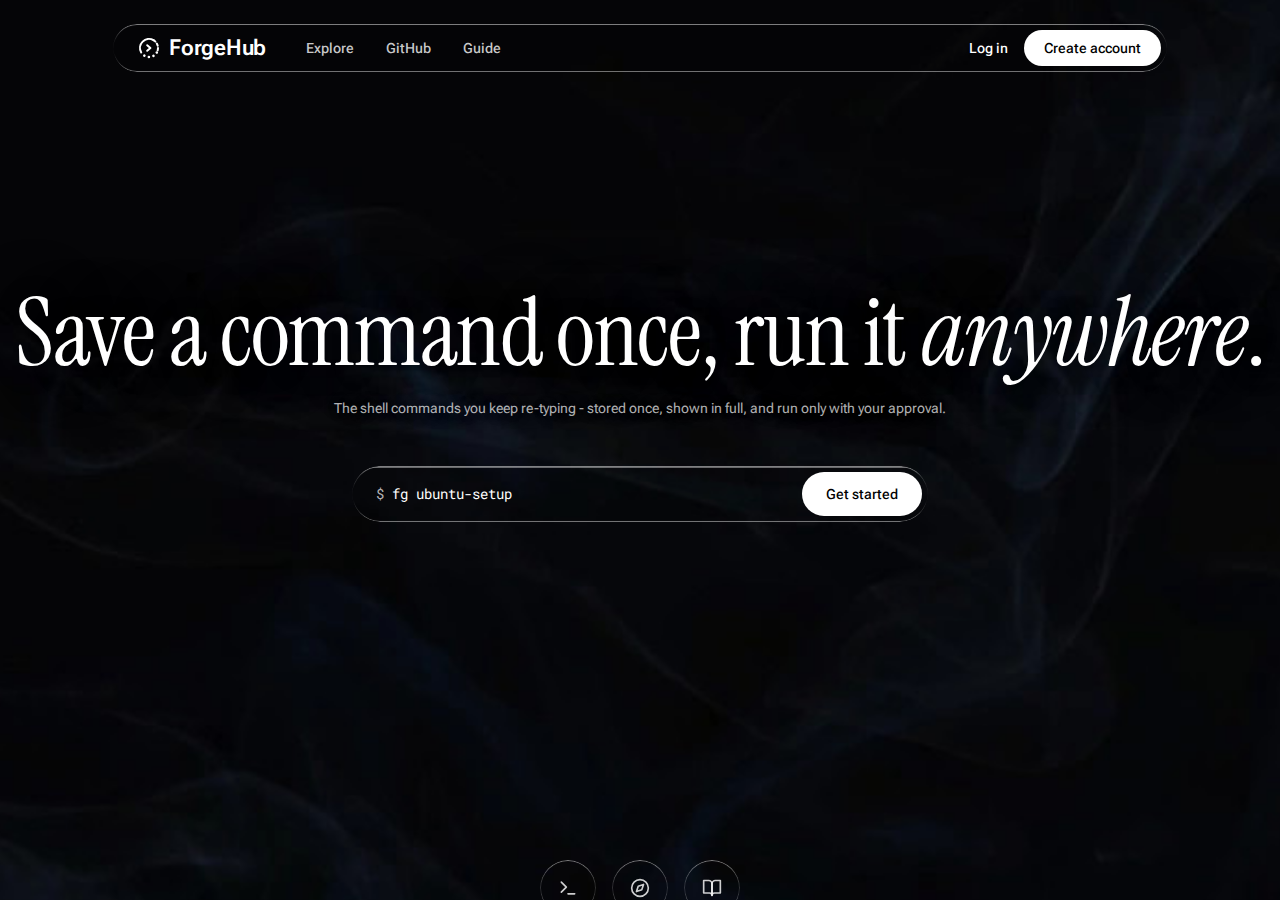 ForgeHub Explore GitHub Guide Log in Create account
Save a command once, run it anywhere.
The shell commands you keep re-typing - stored once, shown in full, and run only with your approval.
$ fg ubuntu-setup Get started